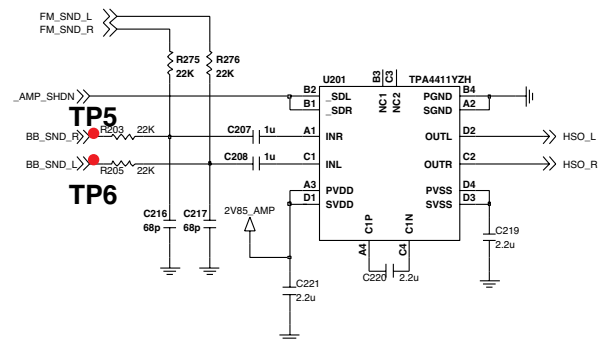 FM_SND_L
FM_SND_R
R275
22K
R276
22K
U201
B3
C3
TPA4411YZH
NC1
NC2
_AMP_SHDN
B2
_SDL
PGND
B4
B1
_SDR
SGND
A2
TP5
BB_SND_R
R203
22K
C207
1u
A1
INR
OUTL
D2
HSO_L
BB_SND_L
R205
22K
C208
1u
C1
INL
OUTR
C2
HSO_R
TP6
A3
PVDD
PVSS
D4
D1
SVDD
SVSS
D3
C216
68p
C217
68p
2V85_AMP
C1P
C1N
A4
C4
C220
2.2u
C219
2.2u
C221
2.2u